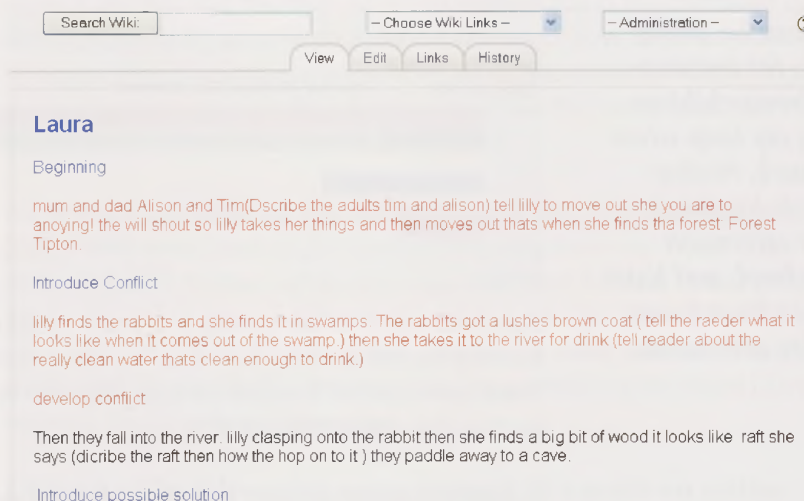 Search Wiki: – Choose Wiki Links – – Administration –
View Edit Links History
Laura
Beginning
mum and dad Alison and Tim(Dscribe the adults tim and alison) tell lilly to move out she you are to
anoying! the will shout so lilly takes her things and then moves out thats when she finds tha forest Forest
Tipton.
Introduce Conflict
lilly finds the rabbits and she finds it in swamps. The rabbits got a lushes brown coat ( tell the raeder what it
looks like when it comes out of the swamp.) then she takes it to the river for drink (tell reader about the
really clean water thats clean enough to drink.)
develop conflict
Then they fall into the river. lilly clasping onto the rabbit then she finds a big bit of wood it looks like raft she
says (dicribe the raft then how the hop on to it ) they paddle away to a cave.
Introduce possible solution